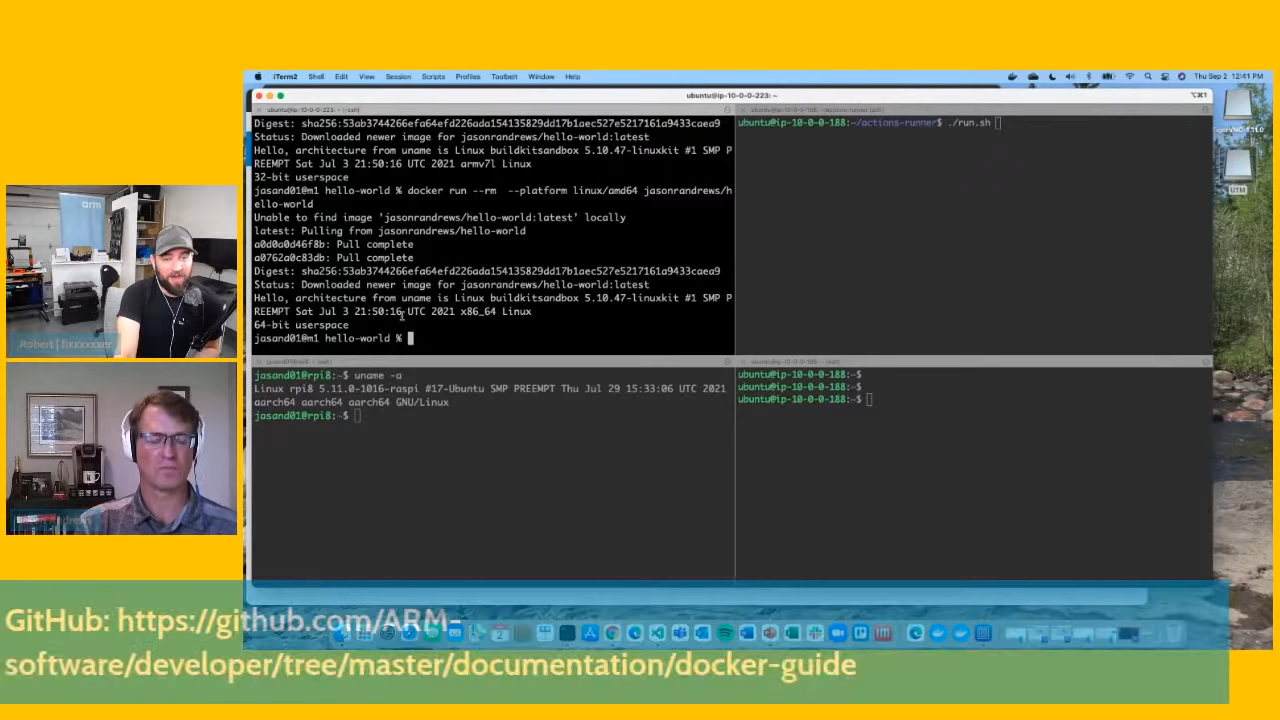 iTerm2 Shell Edit View Session Scripts Profiles Toolbelt Window Help
Thu Sep 2 12:41 PM
ubuntu@ip-10-0-0-223: ~
⌥⌘1
Digest: sha256:53ab3744266efa64efd226ada154135829dd17b1aec527e5217161a9433caea9
Status: Downloaded newer image for jasonrandrews/hello-world:latest
Hello, architecture from uname is Linux buildkitsandbox 5.10.47-linuxkit #1 SMP P
REEMPT Sat Jul 3 21:50:16 UTC 2021 armv7l Linux
32-bit userspace
jasand01@m1 hello-world % docker run --rm  --platform linux/amd64 jasonrandrews/h
ello-world
Unable to find image 'jasonrandrews/hello-world:latest' locally
latest: Pulling from jasonrandrews/hello-world
a0d0a0d46f8b: Pull complete
a0762a0c83db: Pull complete
Digest: sha256:53ab3744266efa64efd226ada154135829dd17b1aec527e5217161a9433caea9
Status: Downloaded newer image for jasonrandrews/hello-world:latest
Hello, architecture from uname is Linux buildkitsandbox 5.10.47-linuxkit #1 SMP P
REEMPT Sat Jul 3 21:50:16 UTC 2021 x86_64 Linux
64-bit userspace
jasand01@m1 hello-world %
ubuntu@ip-10-0-0-188:~/actions-runner$ ./run.sh
jasand01@rpi8:~$ uname -a
Linux rpi8 5.11.0-1016-raspi #17-Ubuntu SMP PREEMPT Thu Jul 29 15:33:06 UTC 2021
aarch64 aarch64 aarch64 GNU/Linux
jasand01@rpi8:~$
ubuntu@ip-10-0-0-188:~$
ubuntu@ip-10-0-0-188:~$
ubuntu@ip-10-0-0-188:~$
UTM
arm
GitHub: https://github.com/ARM-
software/developer/tree/master/documentation/docker-guide